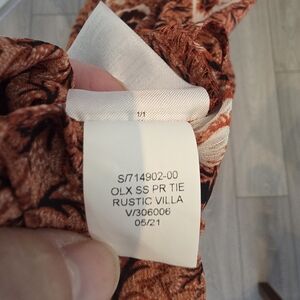 1/1
S/714902-00
OLX SS PR TIE
RUSTIC VILLA
V/306006
05/21